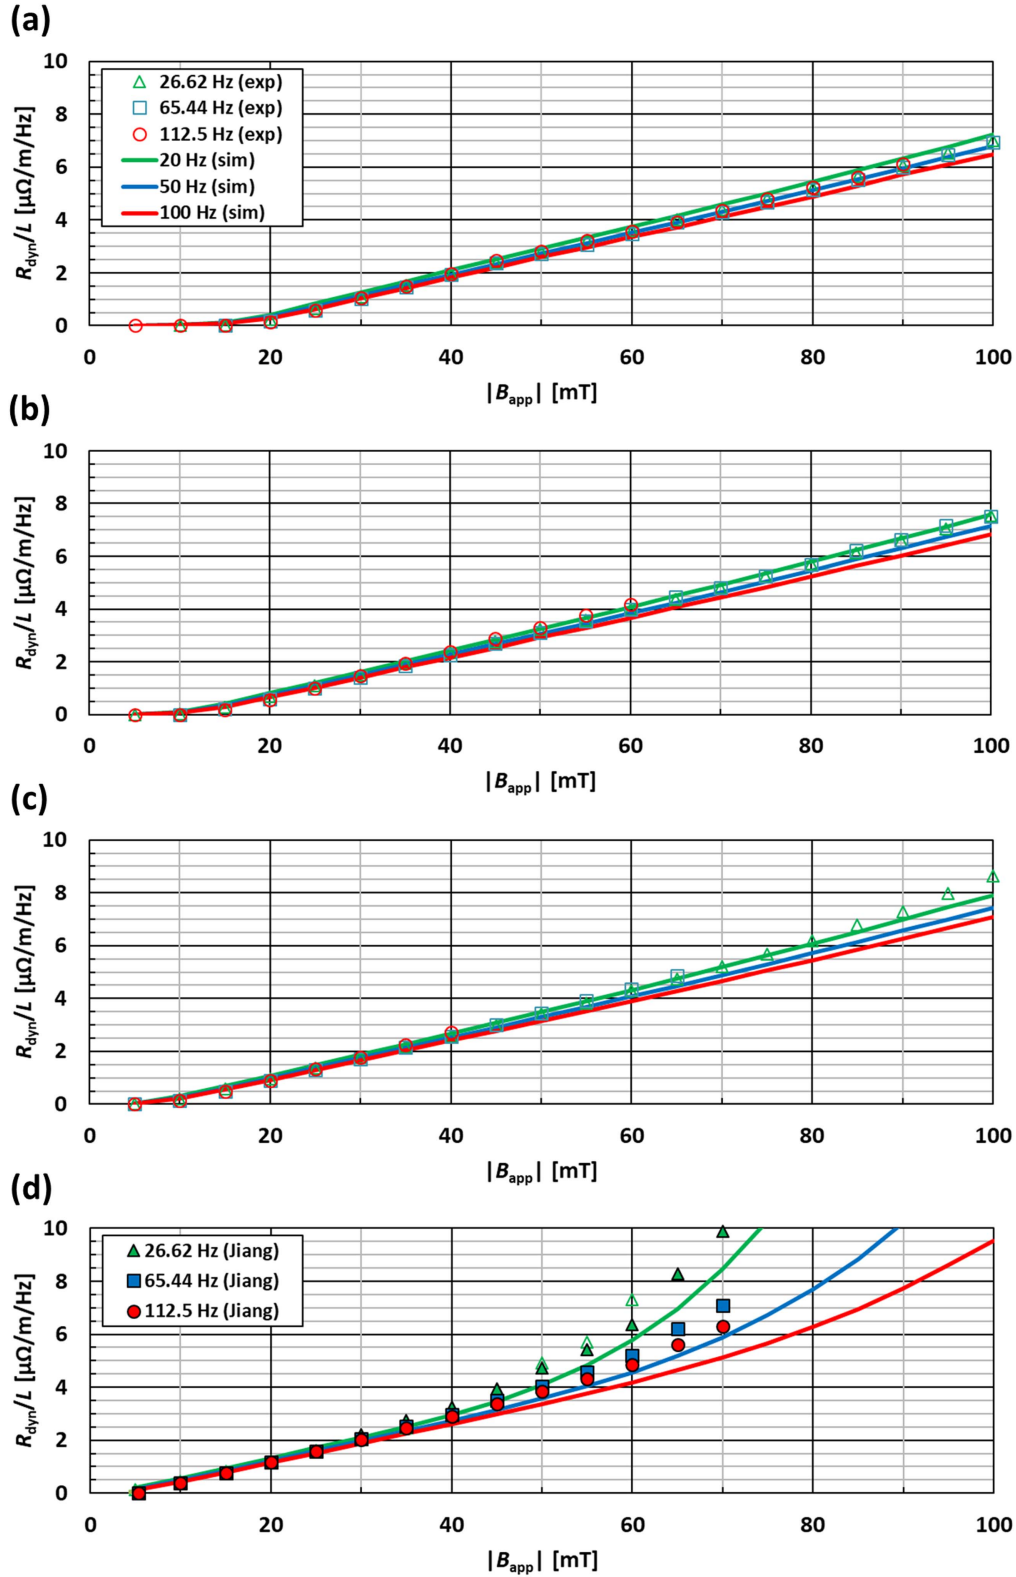 (a)
10
8
6
4
2
0
R_dyn/L [μΩ/m/Hz]
26.62 Hz (exp)
65.44 Hz (exp)
112.5 Hz (exp)
20 Hz (sim)
50 Hz (sim)
100 Hz (sim)
0 20 40 60 80 100
|B_app| [mT]
(b)
10
8
6
4
2
0
R_dyn/L [μΩ/m/Hz]
0 20 40 60 80 100
|B_app| [mT]
(c)
10
8
6
4
2
0
R_dyn/L [μΩ/m/Hz]
0 20 40 60 80 100
|B_app| [mT]
(d)
10
8
6
4
2
0
R_dyn/L [μΩ/m/Hz]
26.62 Hz (Jiang)
65.44 Hz (Jiang)
112.5 Hz (Jiang)
0 20 40 60 80 100
|B_app| [mT]